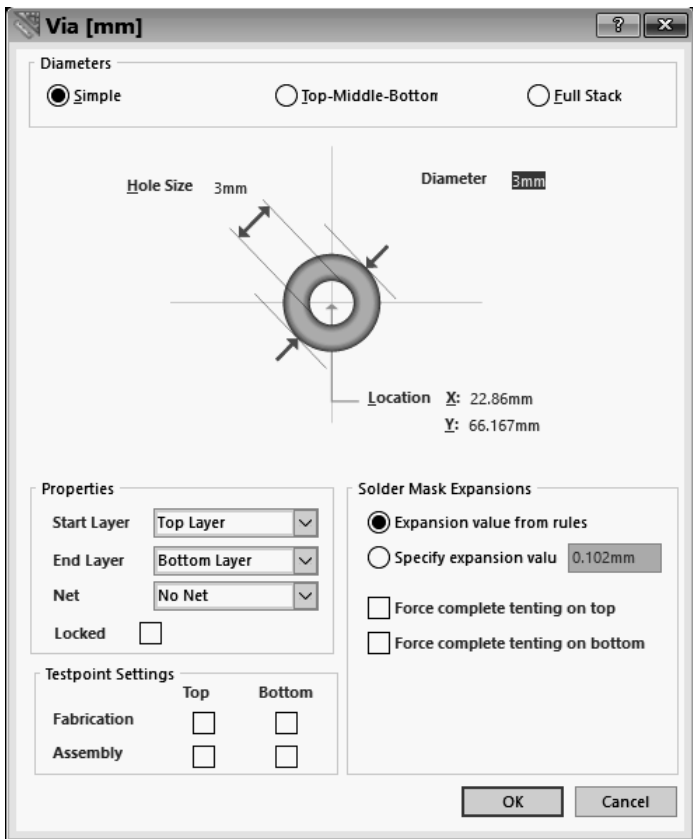 Via [mm]
Diameters
Simple Top-Middle-Bottom Full Stack
Hole Size 3mm Diameter 3mm
Location X: 22.86mm
Y: 66.167mm
Properties
Start Layer Top Layer
End Layer Bottom Layer
Net No Net
Locked
Solder Mask Expansions
Expansion value from rules
Specify expansion valu 0.102mm
Force complete tenting on top
Force complete tenting on bottom
Testpoint Settings
Top Bottom
Fabrication
Assembly
OK Cancel